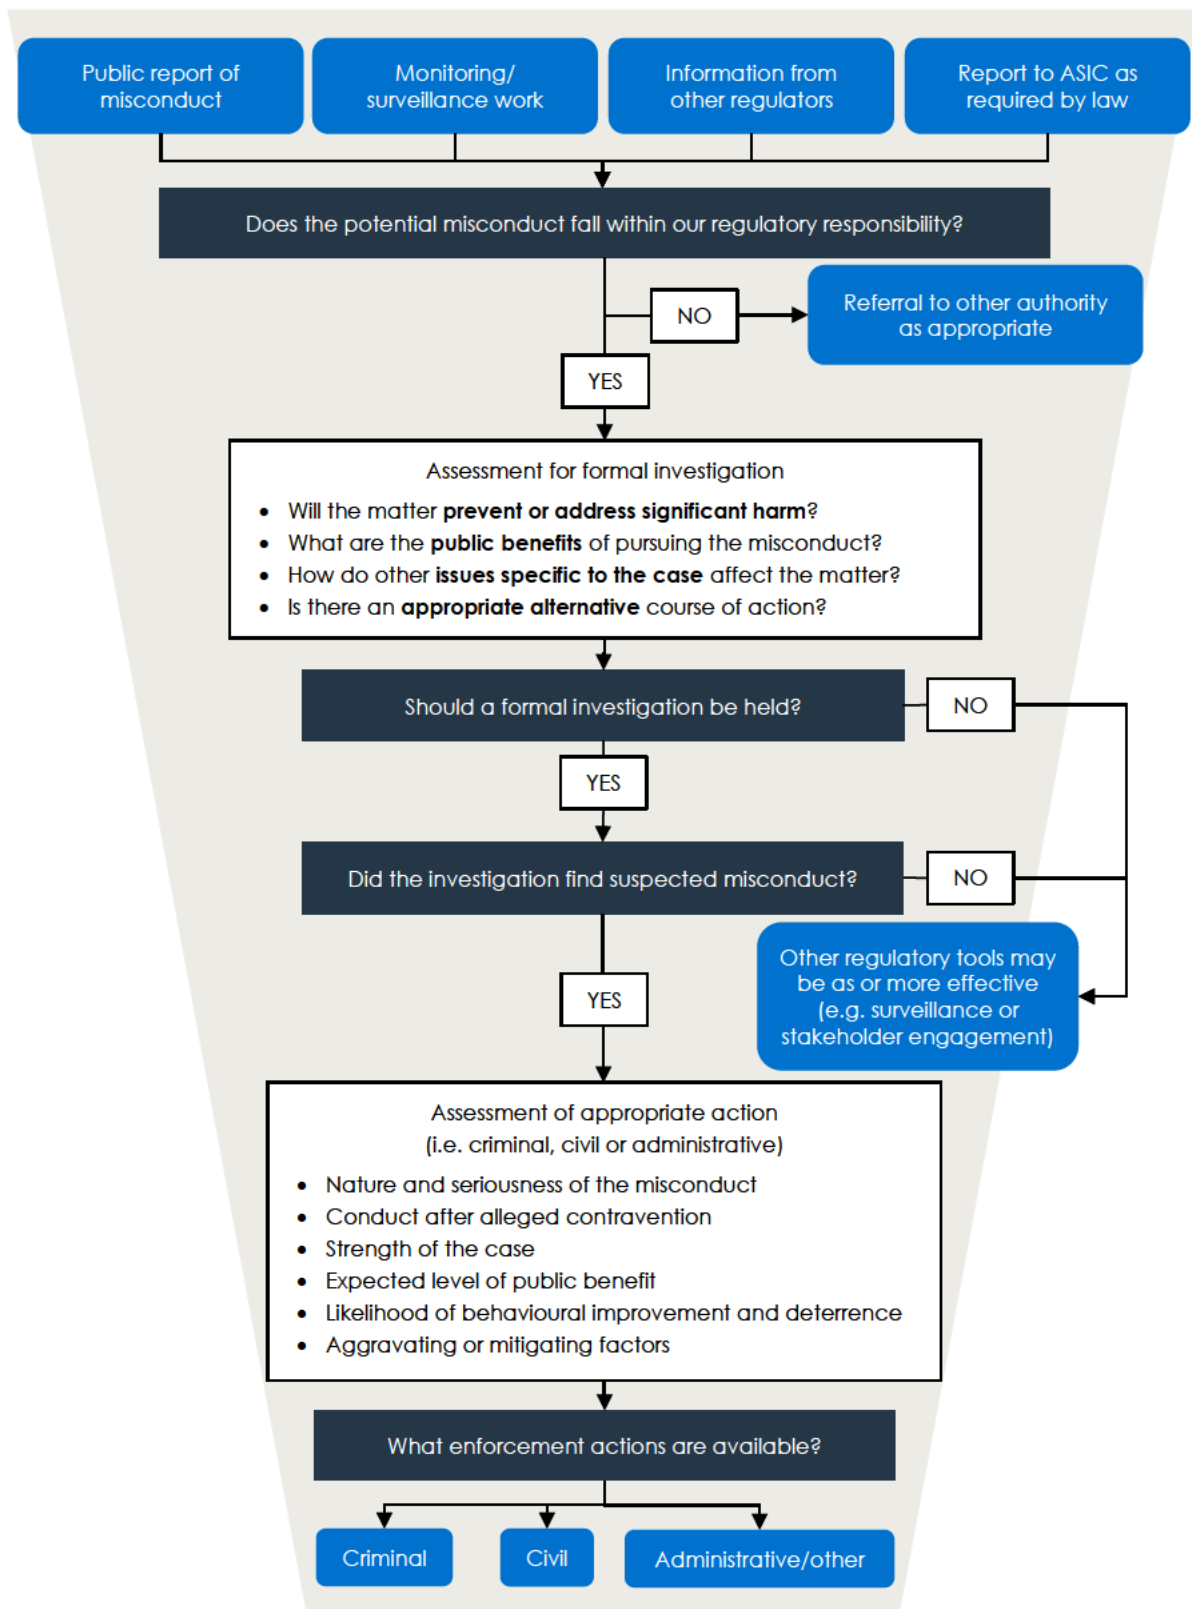 Public report of
misconduct
Monitoring/
surveillance work
Information from
other regulators
Report to ASIC as
required by law
Does the potential misconduct fall within our regulatory responsibility?
NO
Referral to other authority
as appropriate
YES
Assessment for formal investigation
• Will the matter prevent or address significant harm?
• What are the public benefits of pursuing the misconduct?
• How do other issues specific to the case affect the matter?
• Is there an appropriate alternative course of action?
Should a formal investigation be held?
NO
YES
Did the investigation find suspected misconduct?
NO
Other regulatory tools may
be as or more effective
(e.g. surveillance or
stakeholder engagement)
YES
Assessment of appropriate action
(i.e. criminal, civil or administrative)
• Nature and seriousness of the misconduct
• Conduct after alleged contravention
• Strength of the case
• Expected level of public benefit
• Likelihood of behavioural improvement and deterrence
• Aggravating or mitigating factors
What enforcement actions are available?
Criminal
Civil
Administrative/other